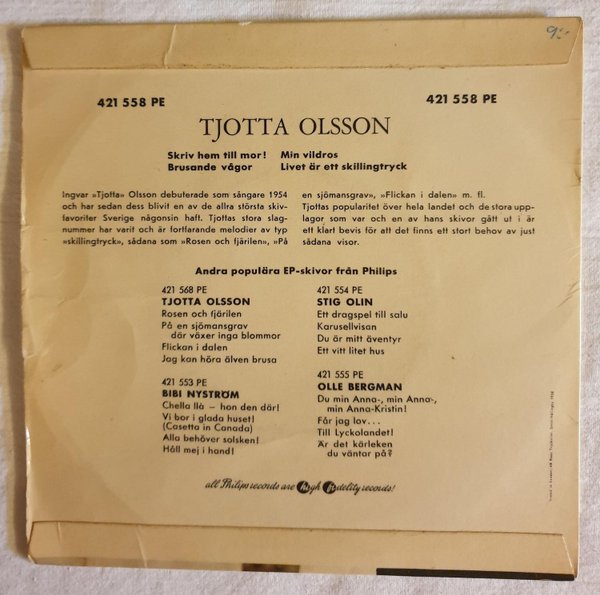 9:-
421 558 PE
421 558 PE
TJOTTA OLSSON
Skriv hem till mor!
Brusande vågor
Min vildros
Livet är ett skillingtryck
Ingvar »Tjotta» Olsson debuterade som sångare 1954
och har sedan dess blivit en av de allra största skiv-
favoriter Sverige någonsin haft. Tjottas stora slag-
nummer har varit och är fortfarande melodier av typ
»skillingtryck», sådana som »Rosen och fjärilen», »På
en sjömansgrav», »Flickan i dalen» m. fl.
Tjottas popularitet över hela landet och de stora upp-
lagor som var och en av hans skivor gått ut i är
ett klart bevis för att det finns ett stort behov av just
sådana visor.
Andra populära EP-skivor från Philips
421 568 PE
TJOTTA OLSSON
Rosen och fjärilen
På en sjömansgrav
där växer inga blommor
Flickan i dalen
Jag kan höra älven brusa
421 553 PE
BIBI NYSTRÖM
Chella llà – hon den där!
Vi bor i glada huset!
(Casetta in Canada)
Alla behöver solsken!
Håll mej i hand!
421 554 PE
STIG OLIN
Ett dragspel till salu
Karusellvisan
Du är mitt äventyr
Ett vitt litet hus
421 555 PE
OLLE BERGMAN
Du min Anna-, min Anna-,
min Anna-Kristin!
Får jag lov...
Till Lyckolandet!
Är det kärleken
du väntar på?
all Philips records are high fidelity records!